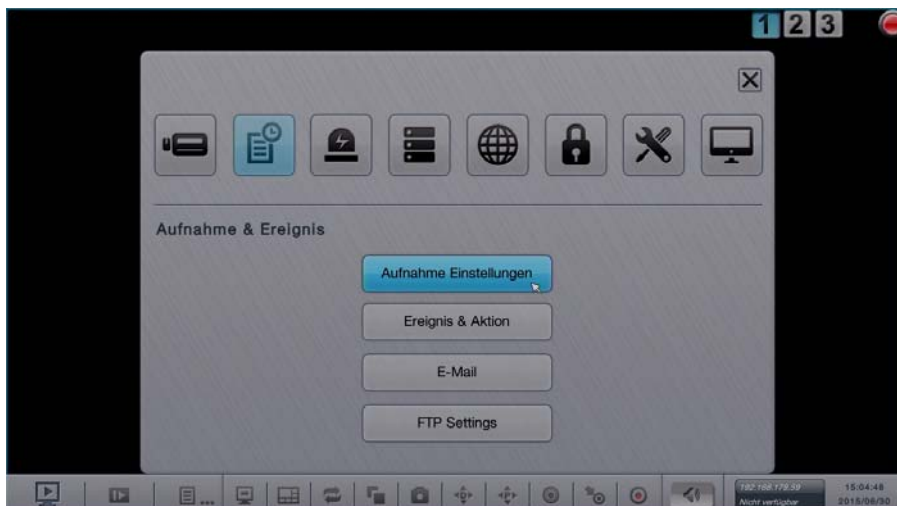 1 2 3
Aufnahme & Ereignis
Aufnahme Einstellungen
Ereignis & Aktion
E-Mail
FTP Settings
192.168.178.59
Nicht verfügbar
15:04:48
2015/06/30